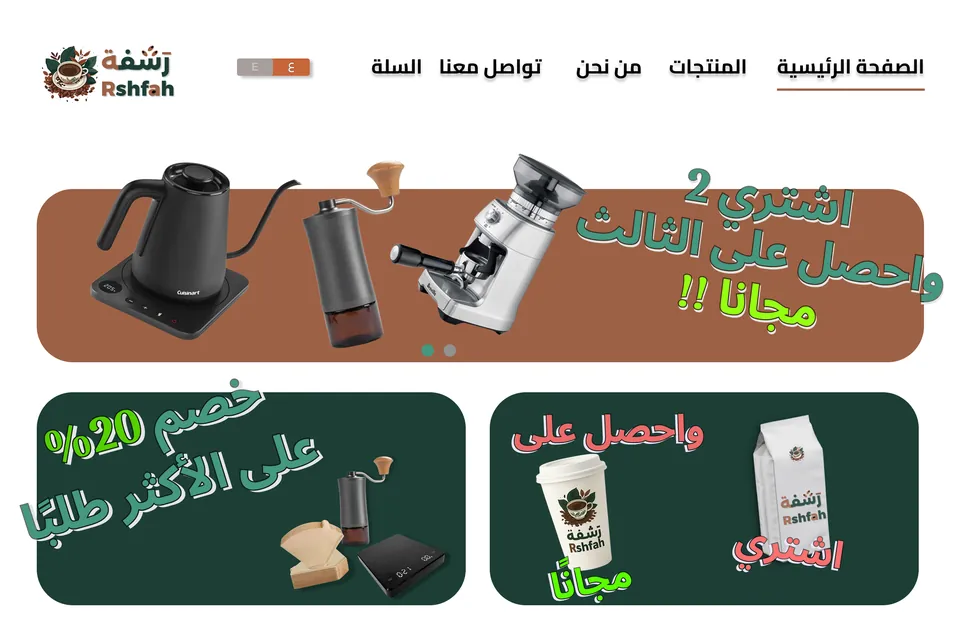 الصفحة الرئيسية
المنتجات
من نحن
تواصل معنا
السلة
ع
E
رَشفة
Rshfah
اشتري 2
واحصل على الثالث
مجانا !!
Cuisinart
اشتري
رَشفة
Rshfah
واحصل على
رَشفة
Rshfah
مجانًا
خصم 20%
على الأكثر طلبًا